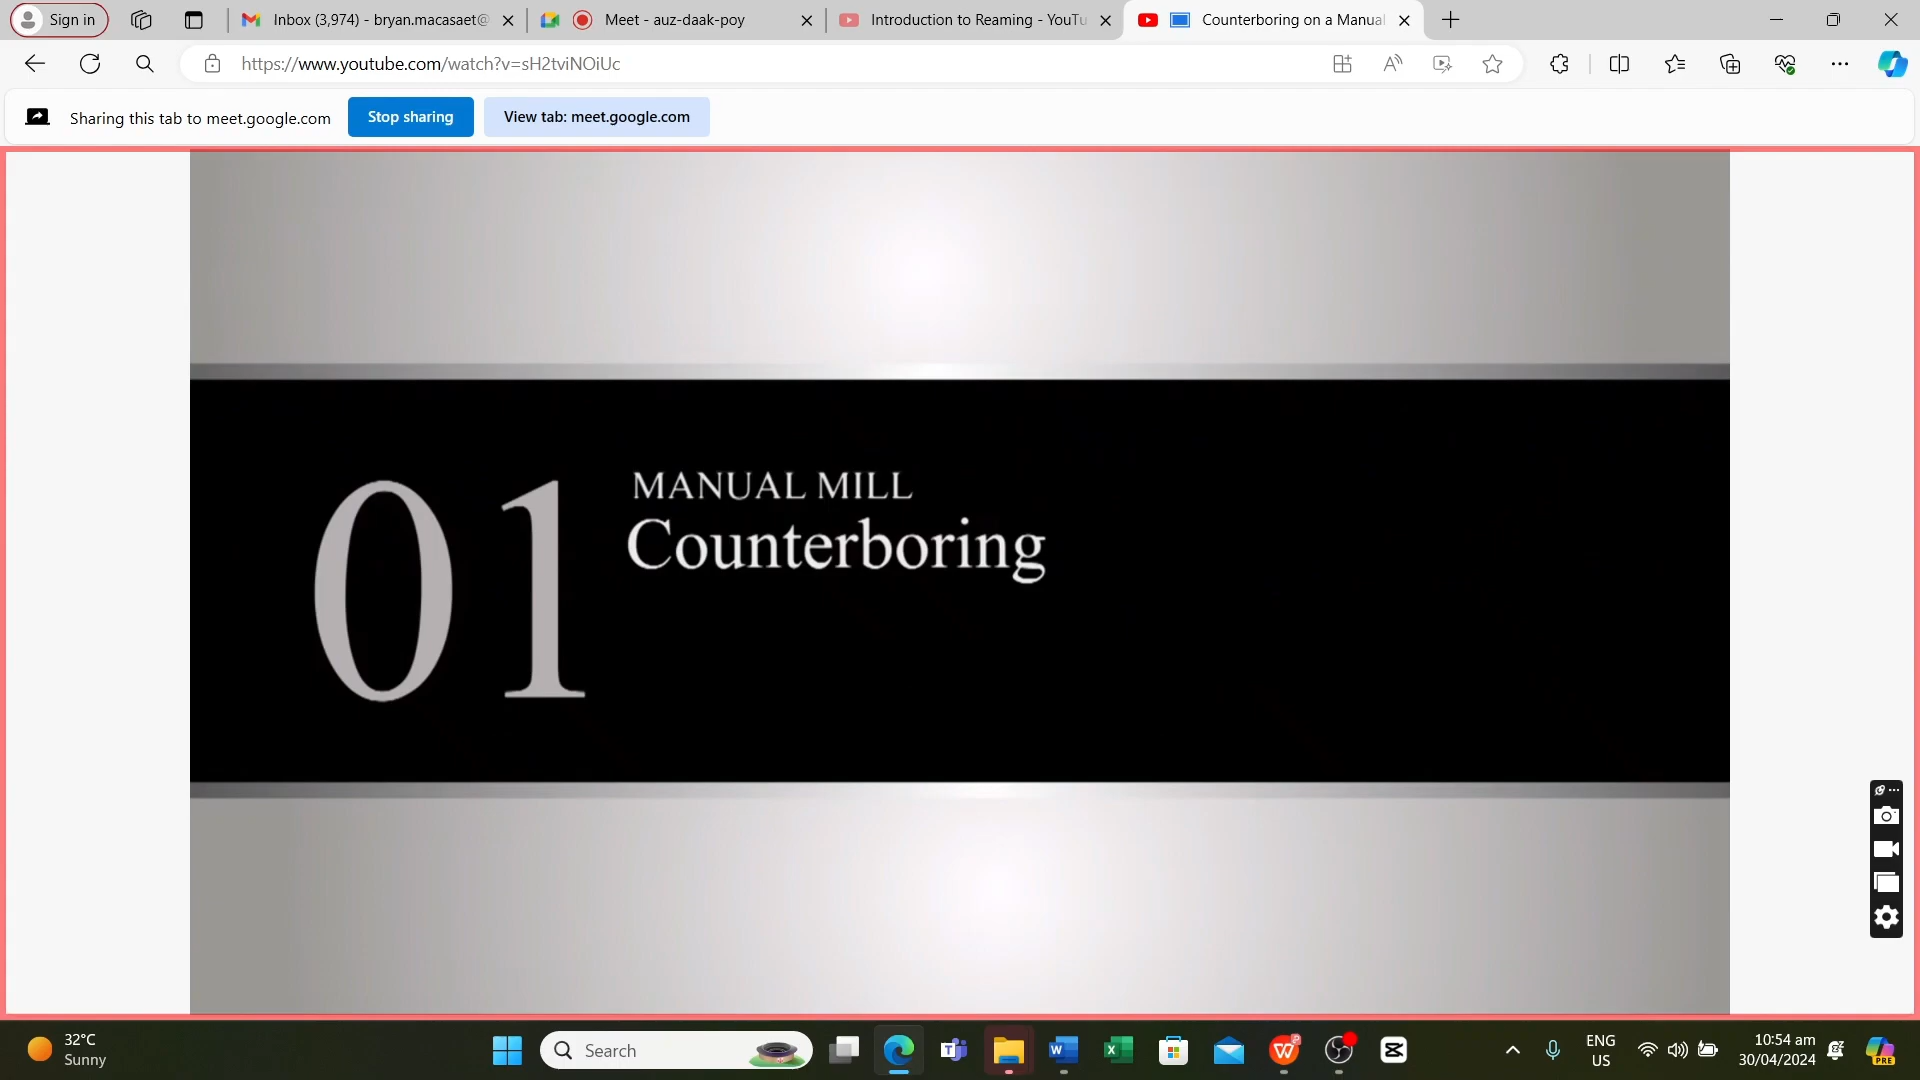 Sign in
Inbox (3,974) - bryan.macasaet@
Meet - auz-daak-poy
Introduction to Reaming - YouTu
Counterboring on a Manual
https://www.youtube.com/watch?v=sH2tviNOiUc
Sharing this tab to meet.google.com
Stop sharing
View tab: meet.google.com
01
MANUAL MILL
Counterboring
32°C
Sunny
Search
ENG
US
10:54 am
30/04/2024
PRE